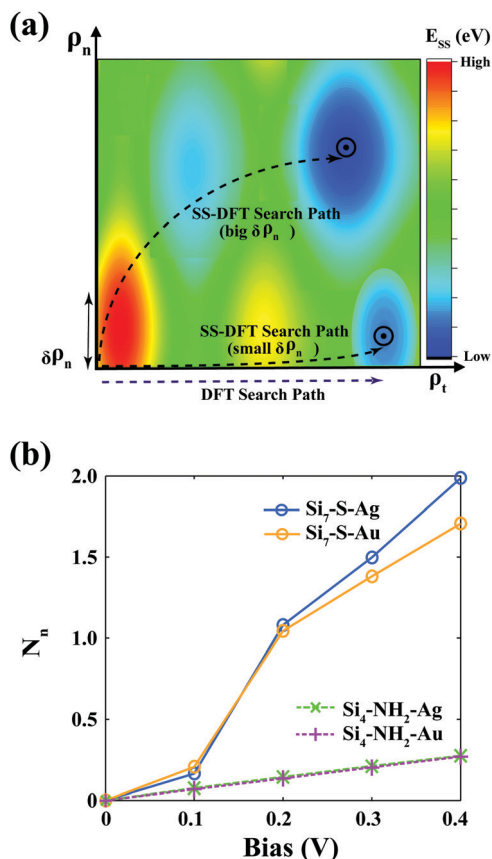 (a)
ρn
E_SS (eV)
High
SS-DFT Search Path
(big δρn )
SS-DFT Search Path
(small δρn )
δρn
Low
ρt
DFT Search Path
(b)
2.0
Si7-S-Ag
Si7-S-Au
1.5
Nn
1.0
0.5
Si4-NH2-Ag
Si4-NH2-Au
0
0 0.1 0.2 0.3 0.4
Bias (V)